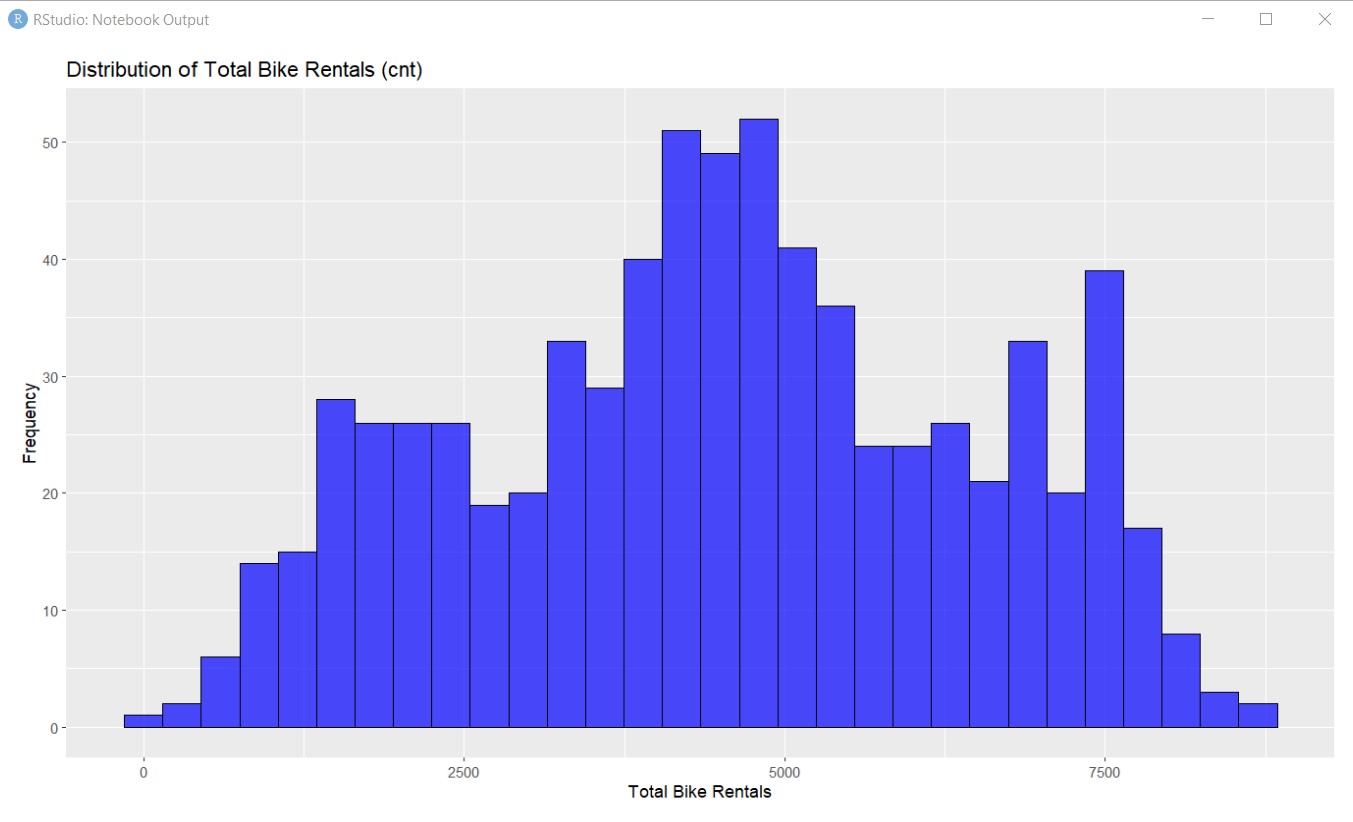 R RStudio: Notebook Output
Distribution of Total Bike Rentals (cnt)
50
40
30
20
10
0
Frequency
0 2500 5000 7500
Total Bike Rentals